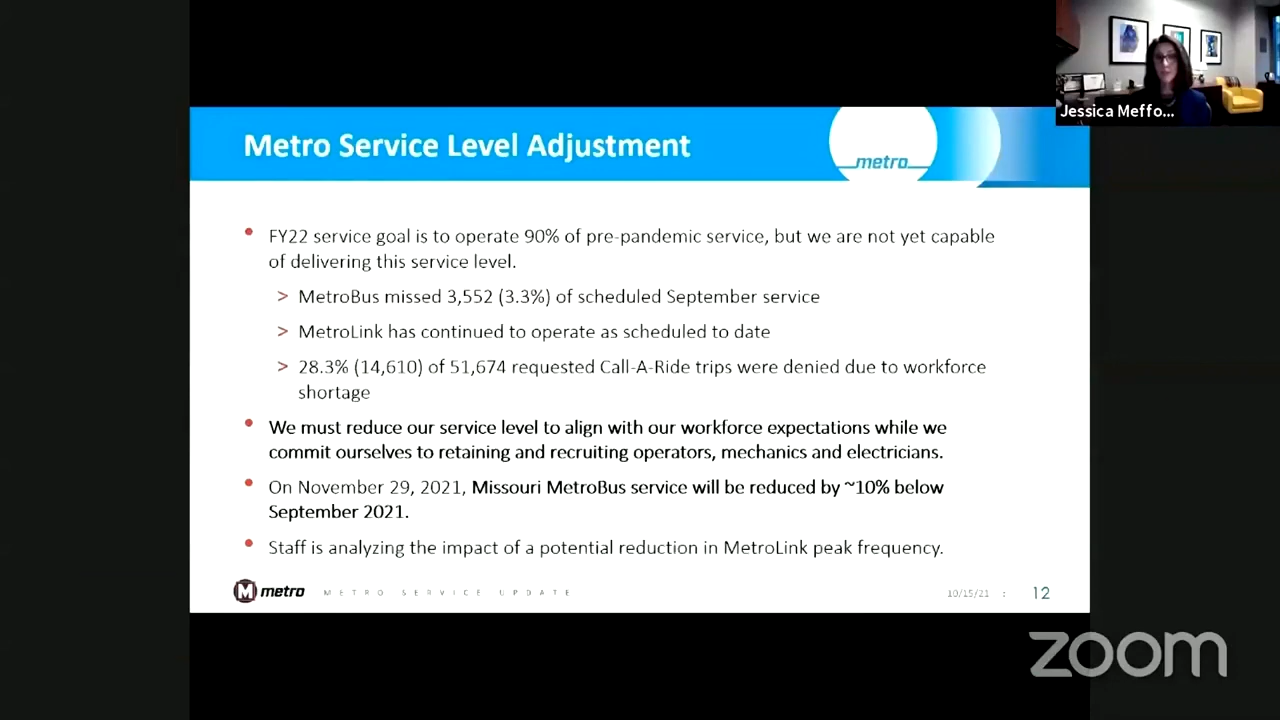 Jessica Meffo...
Metro Service Level Adjustment
metro
• FY22 service goal is to operate 90% of pre-pandemic service, but we are not yet capable
of delivering this service level.
> MetroBus missed 3,552 (3.3%) of scheduled September service
> MetroLink has continued to operate as scheduled to date
> 28.3% (14,610) of 51,674 requested Call-A-Ride trips were denied due to workforce
shortage
• We must reduce our service level to align with our workforce expectations while we
commit ourselves to retaining and recruiting operators, mechanics and electricians.
• On November 29, 2021, Missouri MetroBus service will be reduced by ~10% below
September 2021.
• Staff is analyzing the impact of a potential reduction in MetroLink peak frequency.
M metro METRO SERVICE UPDATE 10/15/21 : 12
zoom